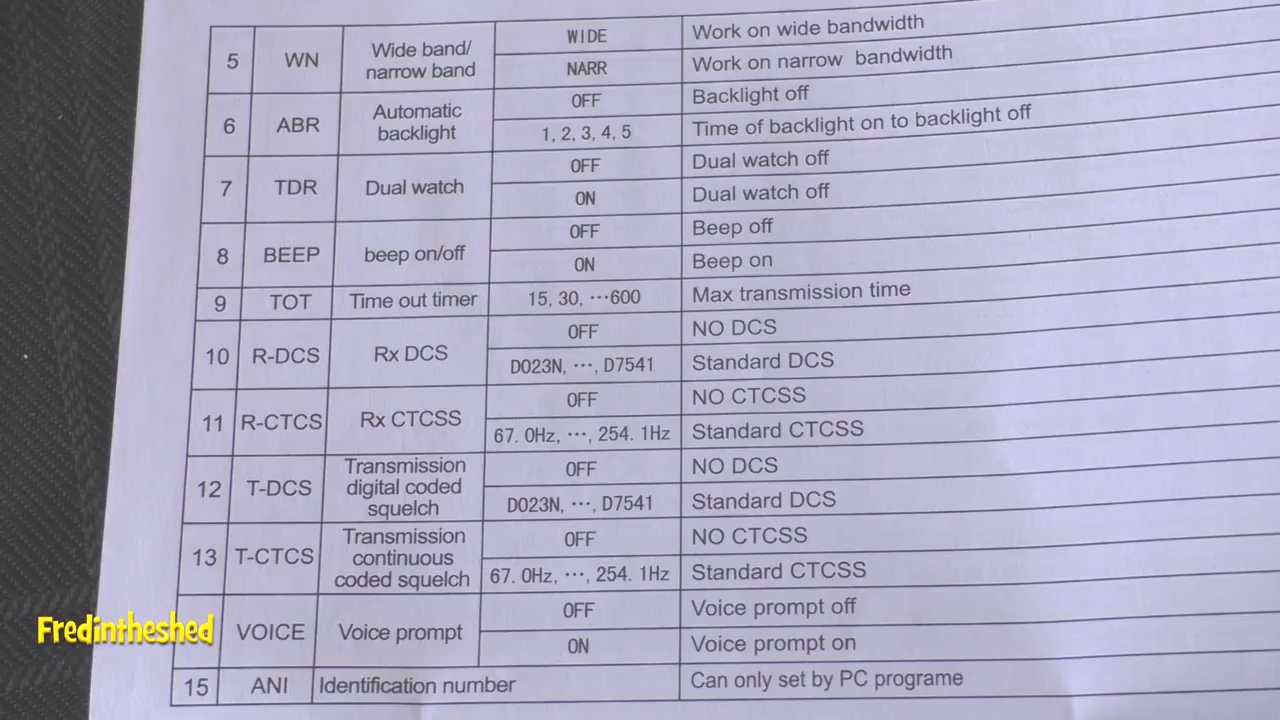 5 WN Wide band/ narrow band WIDE Work on wide bandwidth
NARR Work on narrow bandwidth
6 ABR Automatic backlight OFF Backlight off
1, 2, 3, 4, 5 Time of backlight on to backlight off
7 TDR Dual watch OFF Dual watch off
ON Dual watch off
8 BEEP beep on/off OFF Beep off
ON Beep on
9 TOT Time out timer 15, 30, ···600 Max transmission time
10 R-DCS Rx DCS OFF NO DCS
D023N, ···, D7541 Standard DCS
11 R-CTCS Rx CTCSS OFF NO CTCSS
67. 0Hz, ···, 254. 1Hz Standard CTCSS
12 T-DCS Transmission digital coded squelch OFF NO DCS
D023N, ···, D7541 Standard DCS
13 T-CTCS Transmission continuous coded squelch OFF NO CTCSS
67. 0Hz, ···, 254. 1Hz Standard CTCSS
Fredintheshed
VOICE Voice prompt OFF Voice prompt off
ON Voice prompt on
15 ANI Identification number Can only set by PC programe